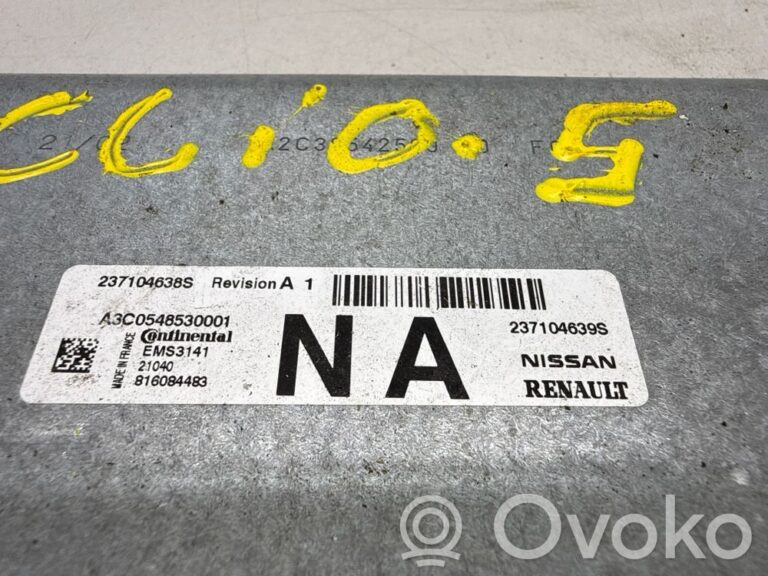 CLiO.5
237104638S Revision A 1
A3C0548530001
237104639S
Continental
NA
EMS3141
NISSAN
MADE IN FRANCE
21040
RENAULT
816084483
Ovoko